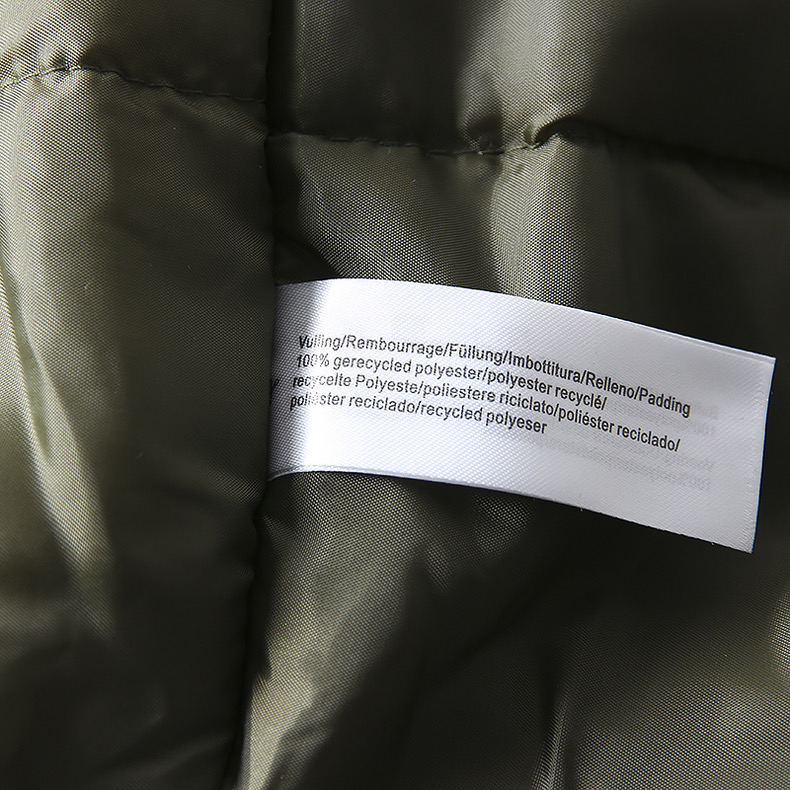 Vulling/Rembourrage/Füllung/Imbottitura/Relleno/Padding
100% gerecycled polyester/polyester recyclé/
recycelte Polyeste/poliestere riciclato/poliéster reciclado/
poliéster reciclado/recycled polyeser